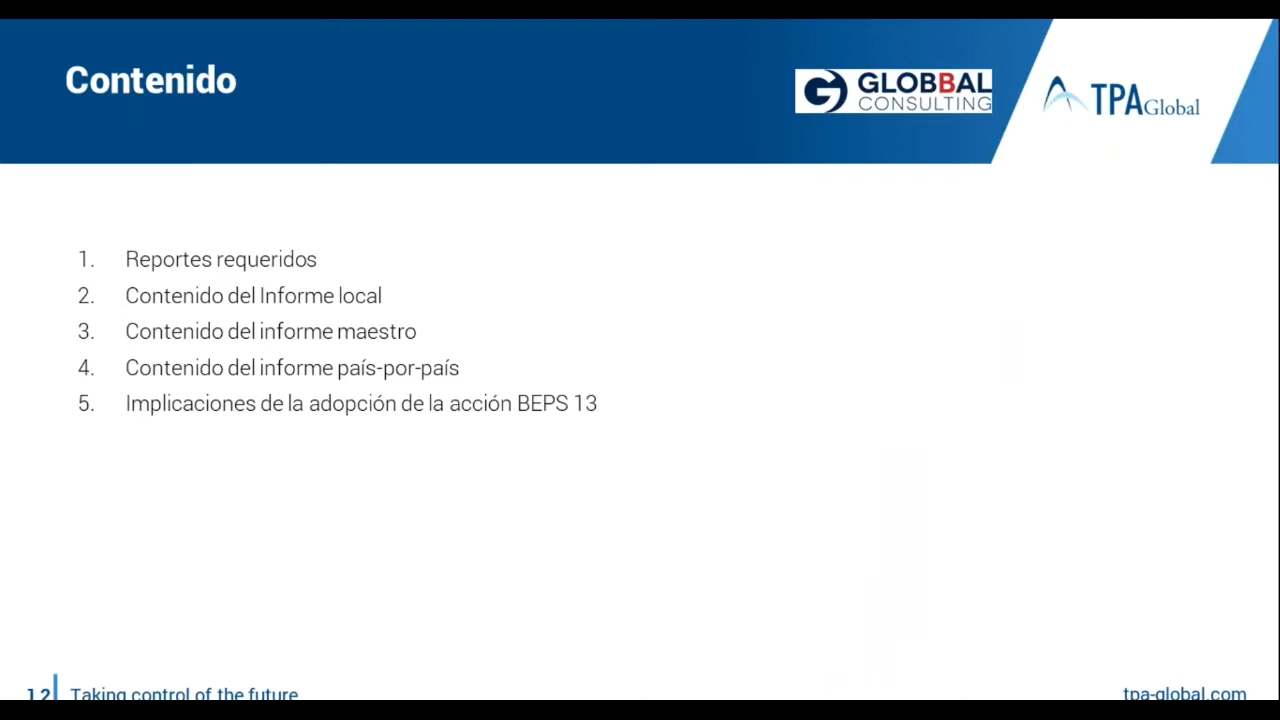 Contenido
GLOBBAL
CONSULTING
TPAGlobal
1. Reportes requeridos
2. Contenido del Informe local
3. Contenido del informe maestro
4. Contenido del informe país-por-país
5. Implicaciones de la adopción de la acción BEPS 13
1.2 Taking control of the future
tpa-global.com